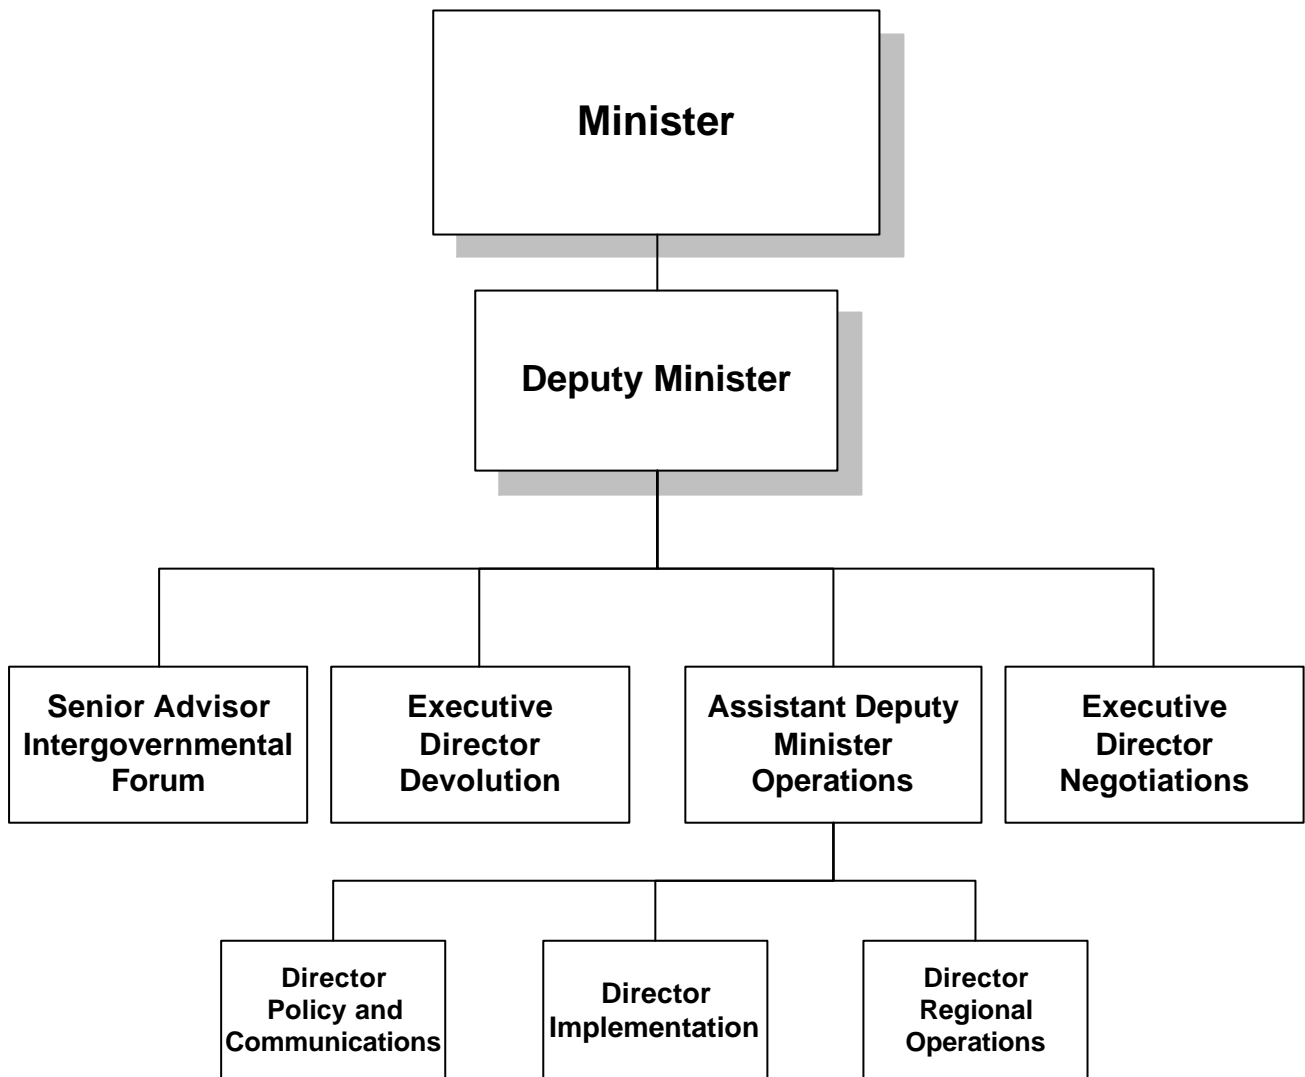 Minister
Deputy Minister
Senior Advisor
Intergovernmental
Forum
Executive
Director
Devolution
Assistant Deputy
Minister
Operations
Executive
Director
Negotiations
Director
Policy and
Communications
Director
Implementation
Director
Regional
Operations